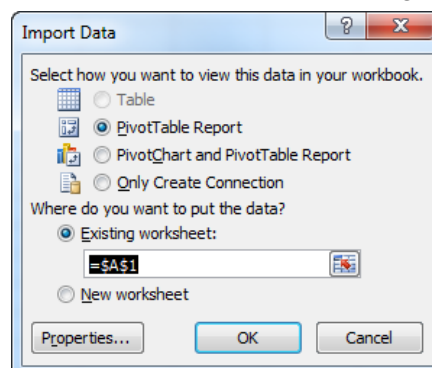 Import Data
Select how you want to view this data in your workbook.
Table
PivotTable Report
PivotChart and PivotTable Report
Only Create Connection
Where do you want to put the data?
Existing worksheet:
=$A$1
New worksheet
Properties... OK Cancel